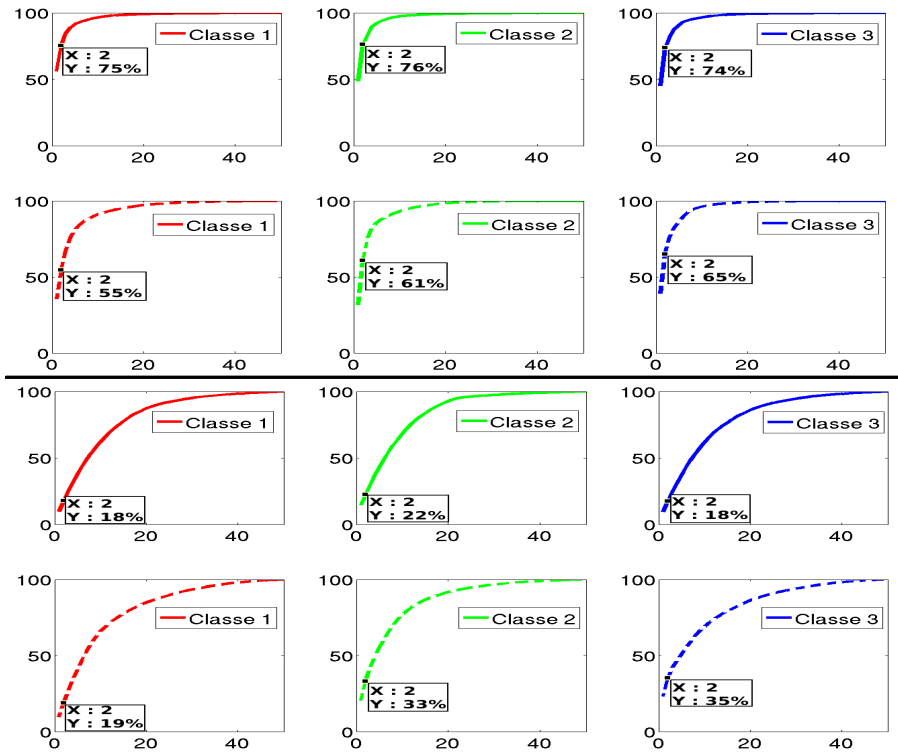 100
Classe 1
X : 2
Y : 75%
50
0
0 20 40
100
Classe 2
X : 2
Y : 76%
50
0
0 20 40
100
Classe 3
X : 2
Y : 74%
50
0
0 20 40
100
Classe 1
X : 2
Y : 55%
50
0
0 20 40
100
Classe 2
X : 2
Y : 61%
50
0
0 20 40
100
Classe 3
X : 2
Y : 65%
50
0
0 20 40
100
Classe 1
50
X : 2
Y : 18%
0
0 20 40
100
Classe 2
50
X : 2
Y : 22%
0
0 20 40
100
Classe 3
50
X : 2
Y : 18%
0
0 20 40
100
Classe 1
50
X : 2
Y : 19%
0
0 20 40
100
Classe 2
50
X : 2
Y : 33%
0
0 20 40
100
Classe 3
50
X : 2
Y : 35%
0
0 20 40